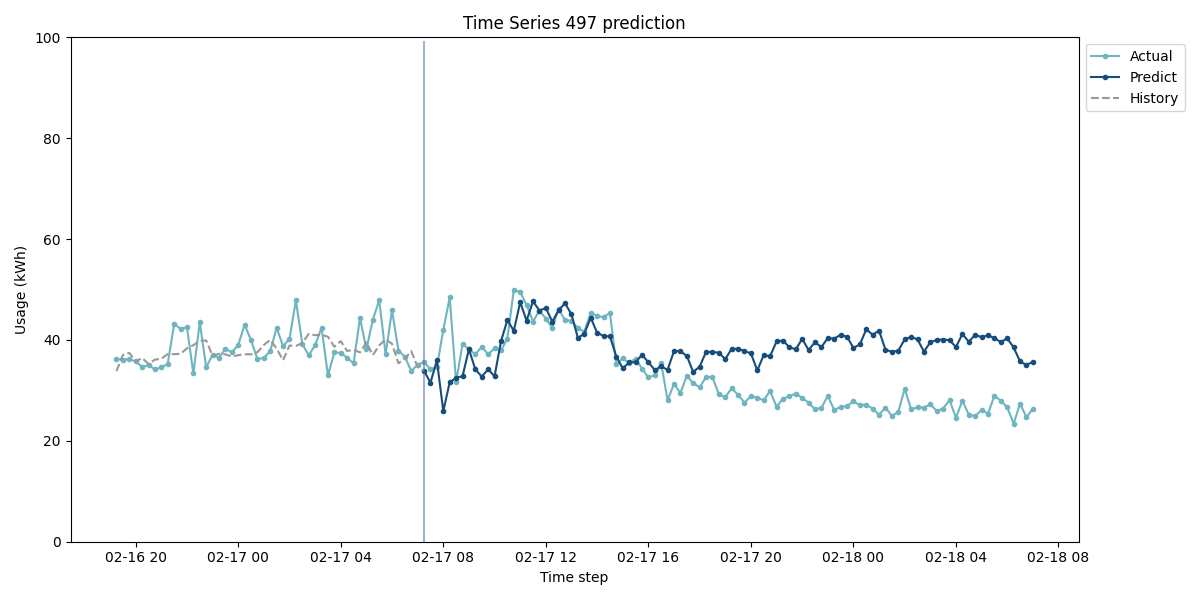 Time Series 497 prediction
100
80
60
40
20
0
Usage (kWh)
02-16 20
02-17 00
02-17 04
02-17 08
02-17 12
02-17 16
02-17 20
02-18 00
02-18 04
02-18 08
Time step
Actual
Predict
History